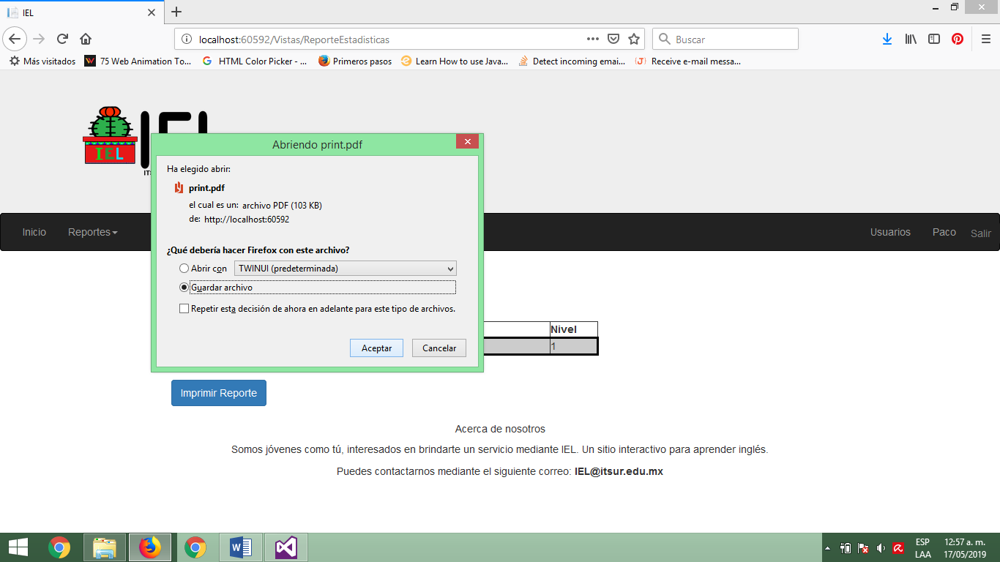 IEL
localhost:60592/Vistas/ReporteEstadisticas
Buscar
Más visitados
75 Web Animation To...
HTML Color Picker - ...
Primeros pasos
Learn How to use Java...
Detect incoming emai...
Receive e-mail messa...
IEL
IEL
ITS
Abriendo print.pdf
Ha elegido abrir:
print.pdf
el cual es un: archivo PDF (103 KB)
de: http://localhost:60592
¿Qué debería hacer Firefox con este archivo?
Abrir con
TWINUI (predeterminada)
Guardar archivo
Repetir esta decisión de ahora en adelante para este tipo de archivos.
Aceptar
Cancelar
Inicio
Reportes
Usuarios
Paco
Salir
Nivel
1
Imprimir Reporte
Acerca de nosotros
Somos jóvenes como tú, interesados en brindarte un servicio mediante IEL. Un sitio interactivo para aprender inglés.
Puedes contactarnos mediante el siguiente correo: IEL@itsur.edu.mx
ESP
LAA
12:57 a. m.
17/05/2019